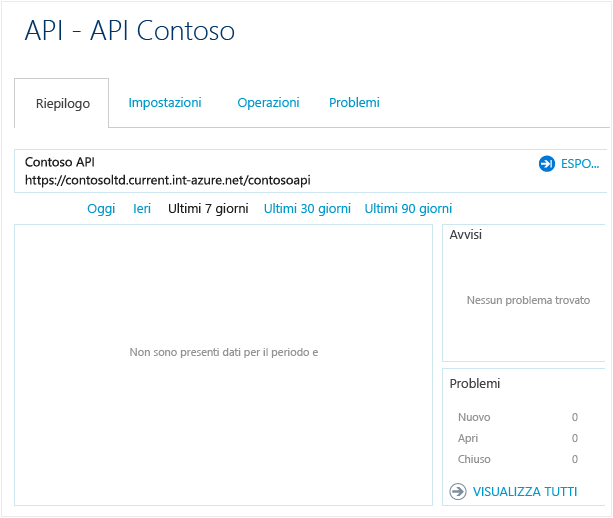 API - API Contoso
Riepilogo Impostazioni Operazioni Problemi
Contoso API
https://contosoltd.current.int-azure.net/contosoapi
ESPO...
Oggi Ieri Ultimi 7 giorni Ultimi 30 giorni Ultimi 90 giorni
Non sono presenti dati per il periodo e
Avvisi
Nessun problema trovato
Problemi
Nuovo 0
Apri 0
Chiuso 0
VISUALIZZA TUTTI